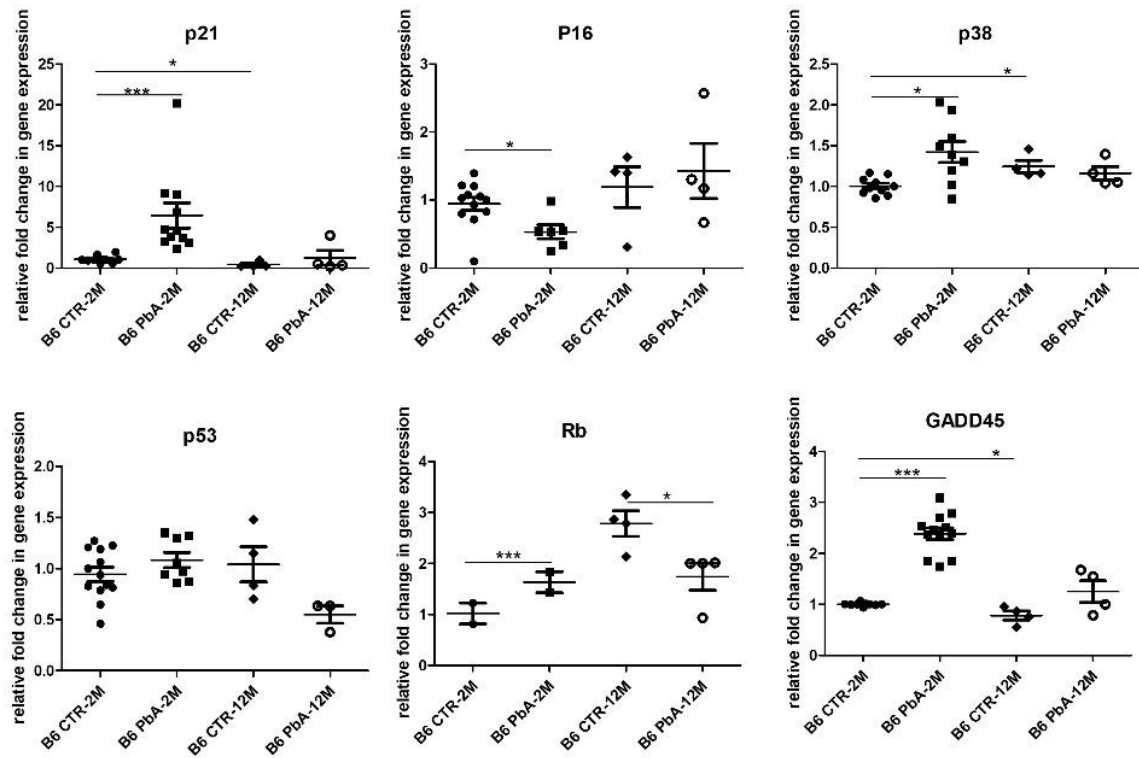 p21
relative fold change in gene expression
25
20
15
10
5
0
*
***
B6 CTR-2M
B6 PbA-2M
B6 CTR-12M
B6 PbA-12M
P16
relative fold change in gene expression
3
2
1
0
*
B6 CTR-2M
B6 PbA-2M
B6 CTR-12M
B6 PbA-12M
p38
relative fold change in gene expression
2.5
2.0
1.5
1.0
0.5
0.0
*
*
B6 CTR-2M
B6 PbA-2M
B6 CTR-12M
B6 PbA-12M
p53
relative fold change in gene expression
2.0
1.5
1.0
0.5
0.0
B6 CTR-2M
B6 PbA-2M
B6 CTR-12M
B6 PbA-12M
Rb
relative fold change in gene expression
4
3
2
1
0
*
***
B6 CTR-2M
B6 PbA-2M
B6 CTR-12M
B6 PbA-12M
GADD45
relative fold change in gene expression
4
3
2
1
0
*
***
B6 CTR-2M
B6 PbA-2M
B6 CTR-12M
B6 PbA-12M